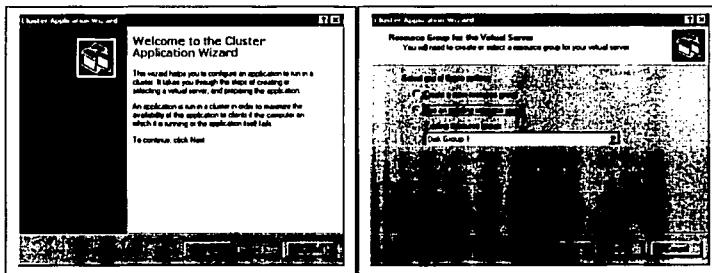 Cluster Application Wizard
Welcome to the Cluster
Application Wizard
This wizard helps you to configure an application to run in a
cluster. It takes you through the steps of creating or
selecting a virtual server, and preparing the application.
An application is run in a cluster in order to maximize the
availability of the application to clients if the computer on
which it is running or the application itself fails.
To continue, click Next
Cluster Application Wizard
Resource Group for the Virtual Server
You will need to create or select a resource group for your virtual server
Create a new resource group
Disk Group 1